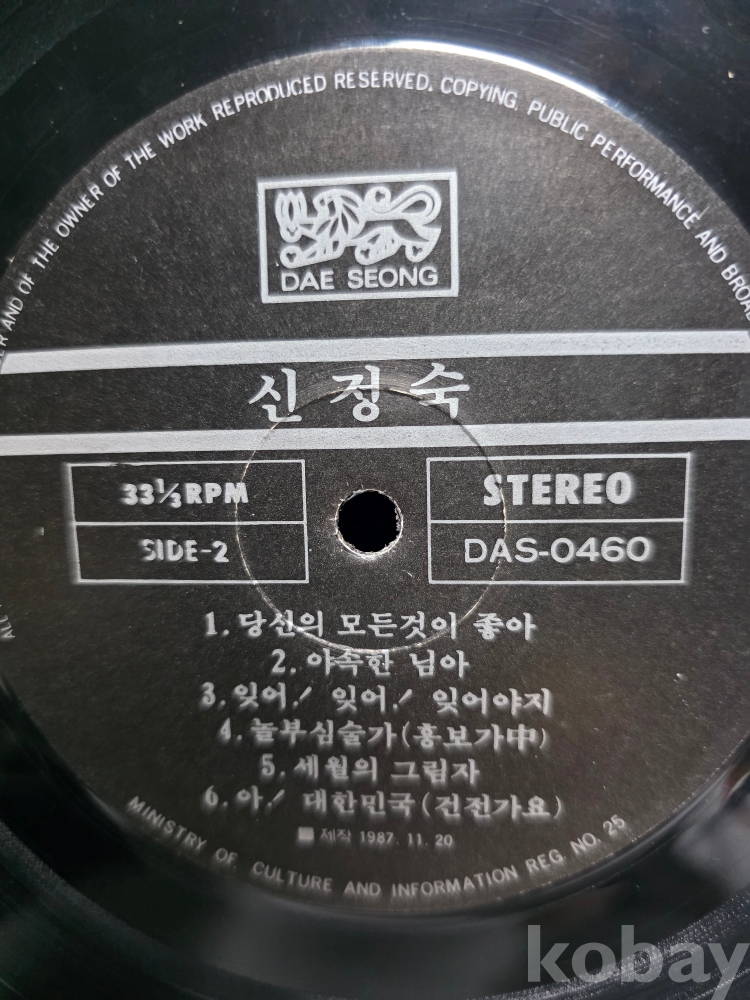 ER AND OF THE OWNER OF THE WORK REPRODUCED RESERVED. COPYING, PUBLIC PERFORMANCE AND BROA
DAE SEONG
신정숙
33⅓RPM
SIDE-2
STEREO
DAS-0460
1. 당신의 모든것이 좋아
2. 야속한 님아
3. 잊어! 잊어! 잊어야지
4. 놀부심술가(흥보가中)
5. 세월의 그림자
6. 아! 대한민국(건전가요)
■ 제작 1987. 11. 20
MINISTRY OF CULTURE AND INFORMATION REG. NO. 25
ALL
kobay